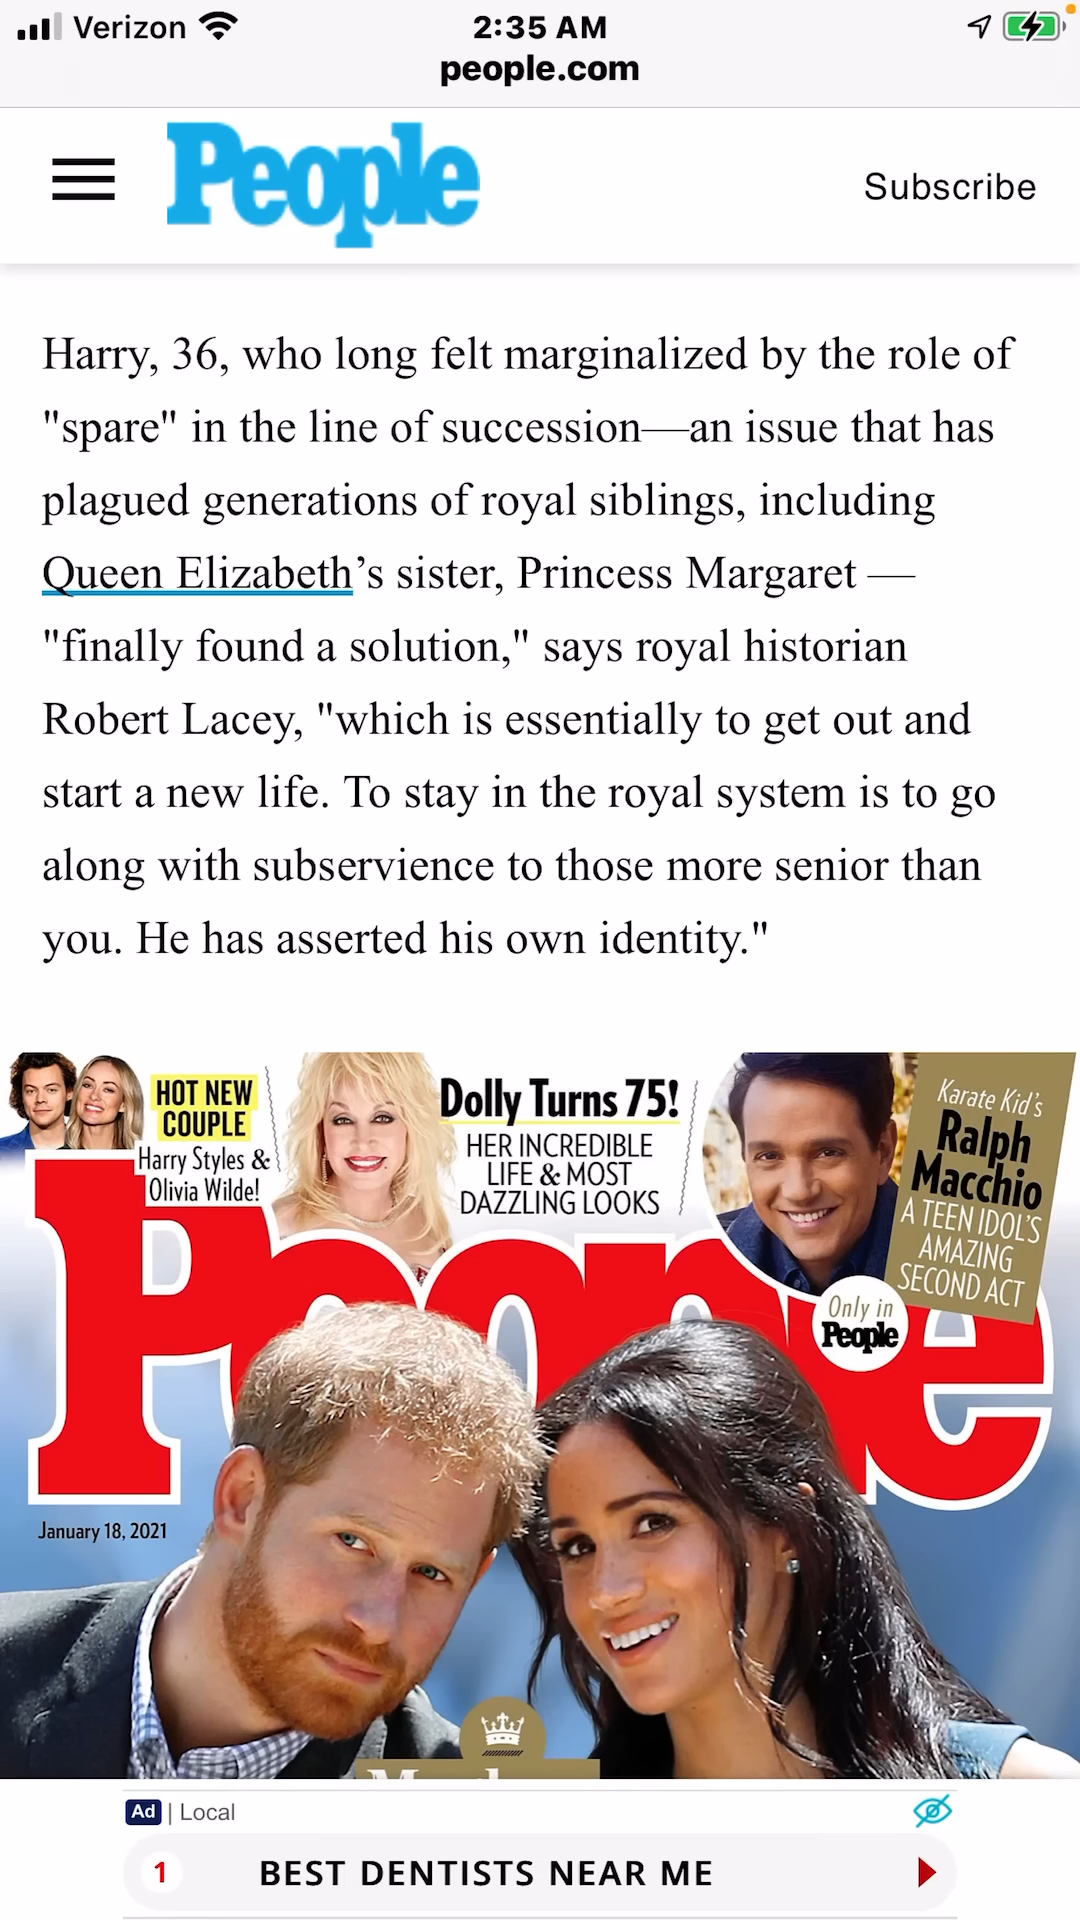 Verizon 2:35 AM
people.com
People Subscribe
Harry, 36, who long felt marginalized by the role of
"spare" in the line of succession—an issue that has
plagued generations of royal siblings, including
Queen Elizabeth’s sister, Princess Margaret —
"finally found a solution," says royal historian
Robert Lacey, "which is essentially to get out and
start a new life. To stay in the royal system is to go
along with subservience to those more senior than
you. He has asserted his own identity."
HOT NEW
COUPLE
Harry Styles &
Olivia Wilde!
Dolly Turns 75!
HER INCREDIBLE
LIFE & MOST
DAZZLING LOOKS
Karate Kid's
Ralph
Macchio
A TEEN IDOL'S
AMAZING
SECOND ACT
Only in
People
People
January 18, 2021
Ad | Local
1 BEST DENTISTS NEAR ME